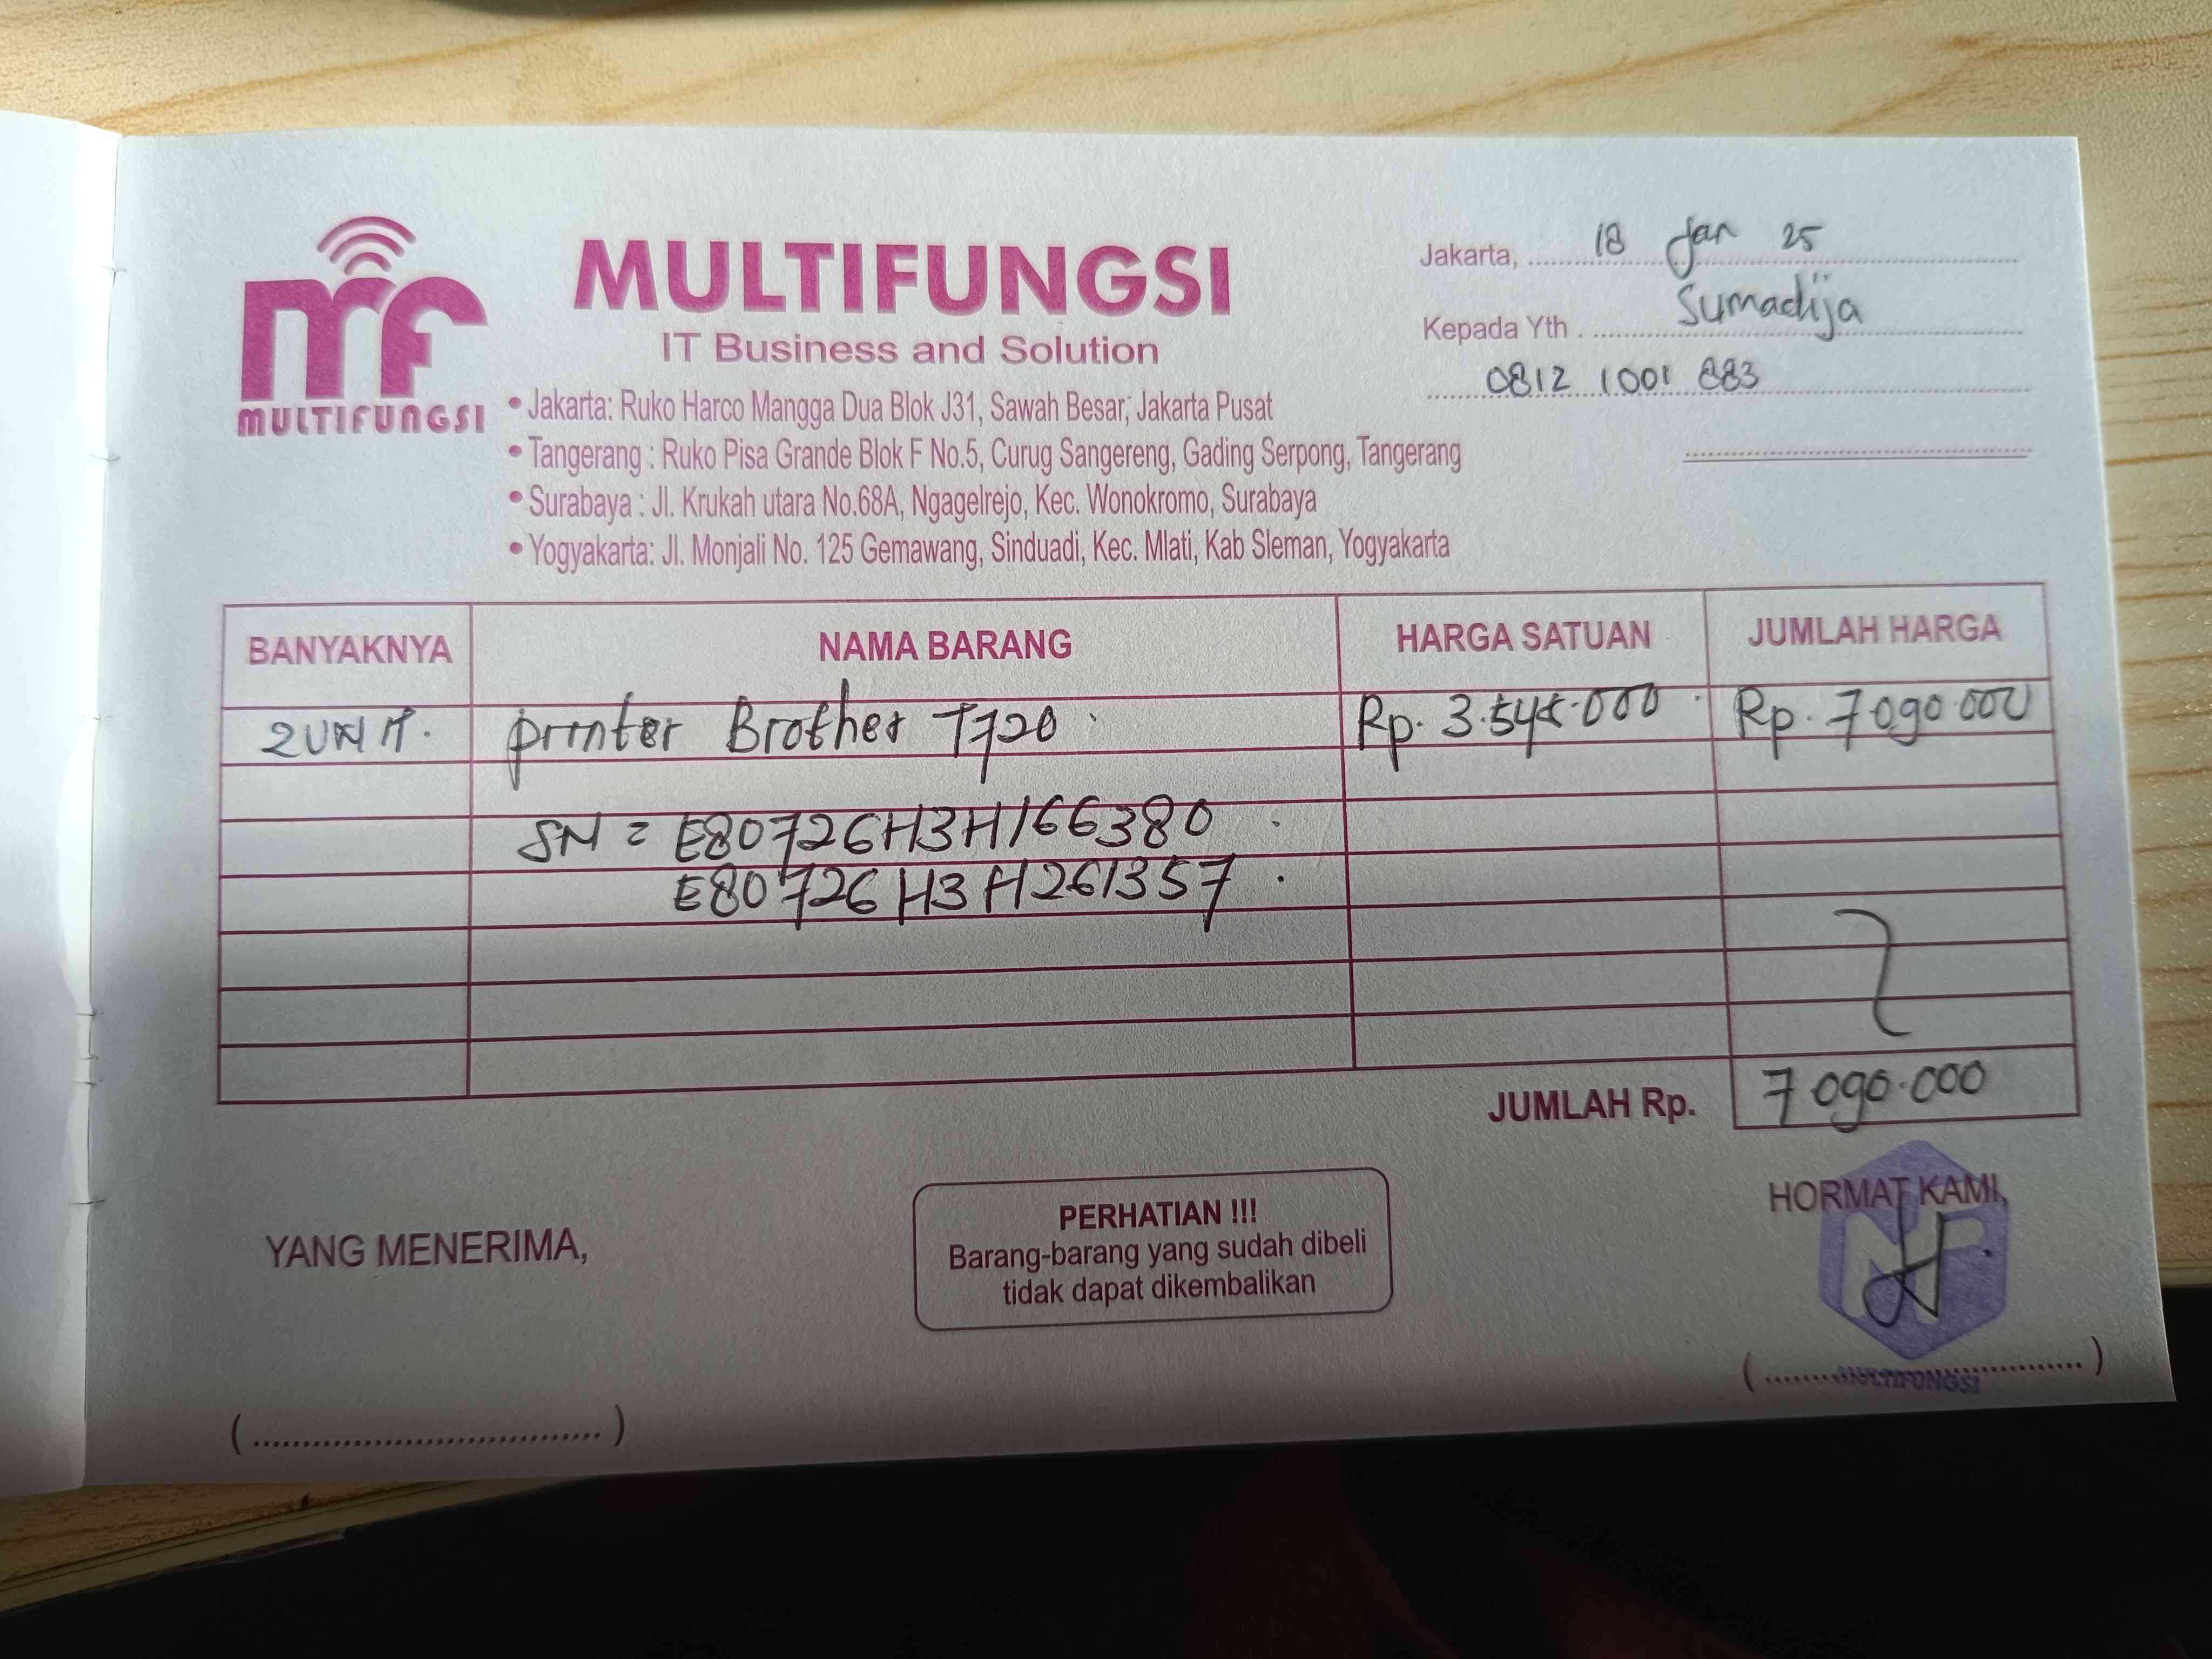 mf
MULTIFUNGSI
MULTIFUNGSI
IT Business and Solution
• Jakarta: Ruko Harco Mangga Dua Blok J31, Sawah Besar, Jakarta Pusat
• Tangerang : Ruko Pisa Grande Blok F No.5, Curug Sangereng, Gading Serpong, Tangerang
• Surabaya : Jl. Krukah utara No.68A, Ngagelrejo, Kec. Wonokromo, Surabaya
• Yogyakarta: Jl. Monjali No. 125 Gemawang, Sinduadi, Kec. Mlati, Kab Sleman, Yogyakarta
Jakarta, 18 Jan 25
Kepada Yth . Sumadija
0812 1001 883
BANYAKNYA NAMA BARANG HARGA SATUAN JUMLAH HARGA
2 UNIT. printer Brother T720 Rp. 3.545.000 Rp. 7 090.000
SN = E80726H3H166380
E80726H3H261357
JUMLAH Rp. 7 090.000
YANG MENERIMA,
PERHATIAN !!!
Barang-barang yang sudah dibeli
tidak dapat dikembalikan
HORMAT KAMI,
MULTIFUNGSI